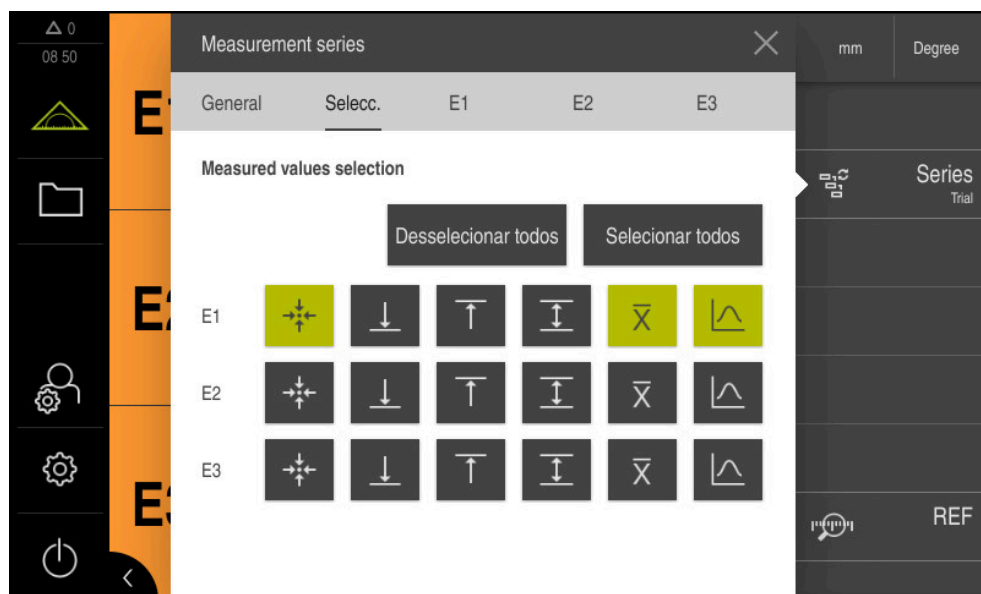 0
08 50
Measurement series
mm
Degree
General
Selecc.
E1
E2
E3
Measured values selection
Series
Trial
Desselecionar todos
Selecionar todos
E1
X
E2
X
E3
X
REF